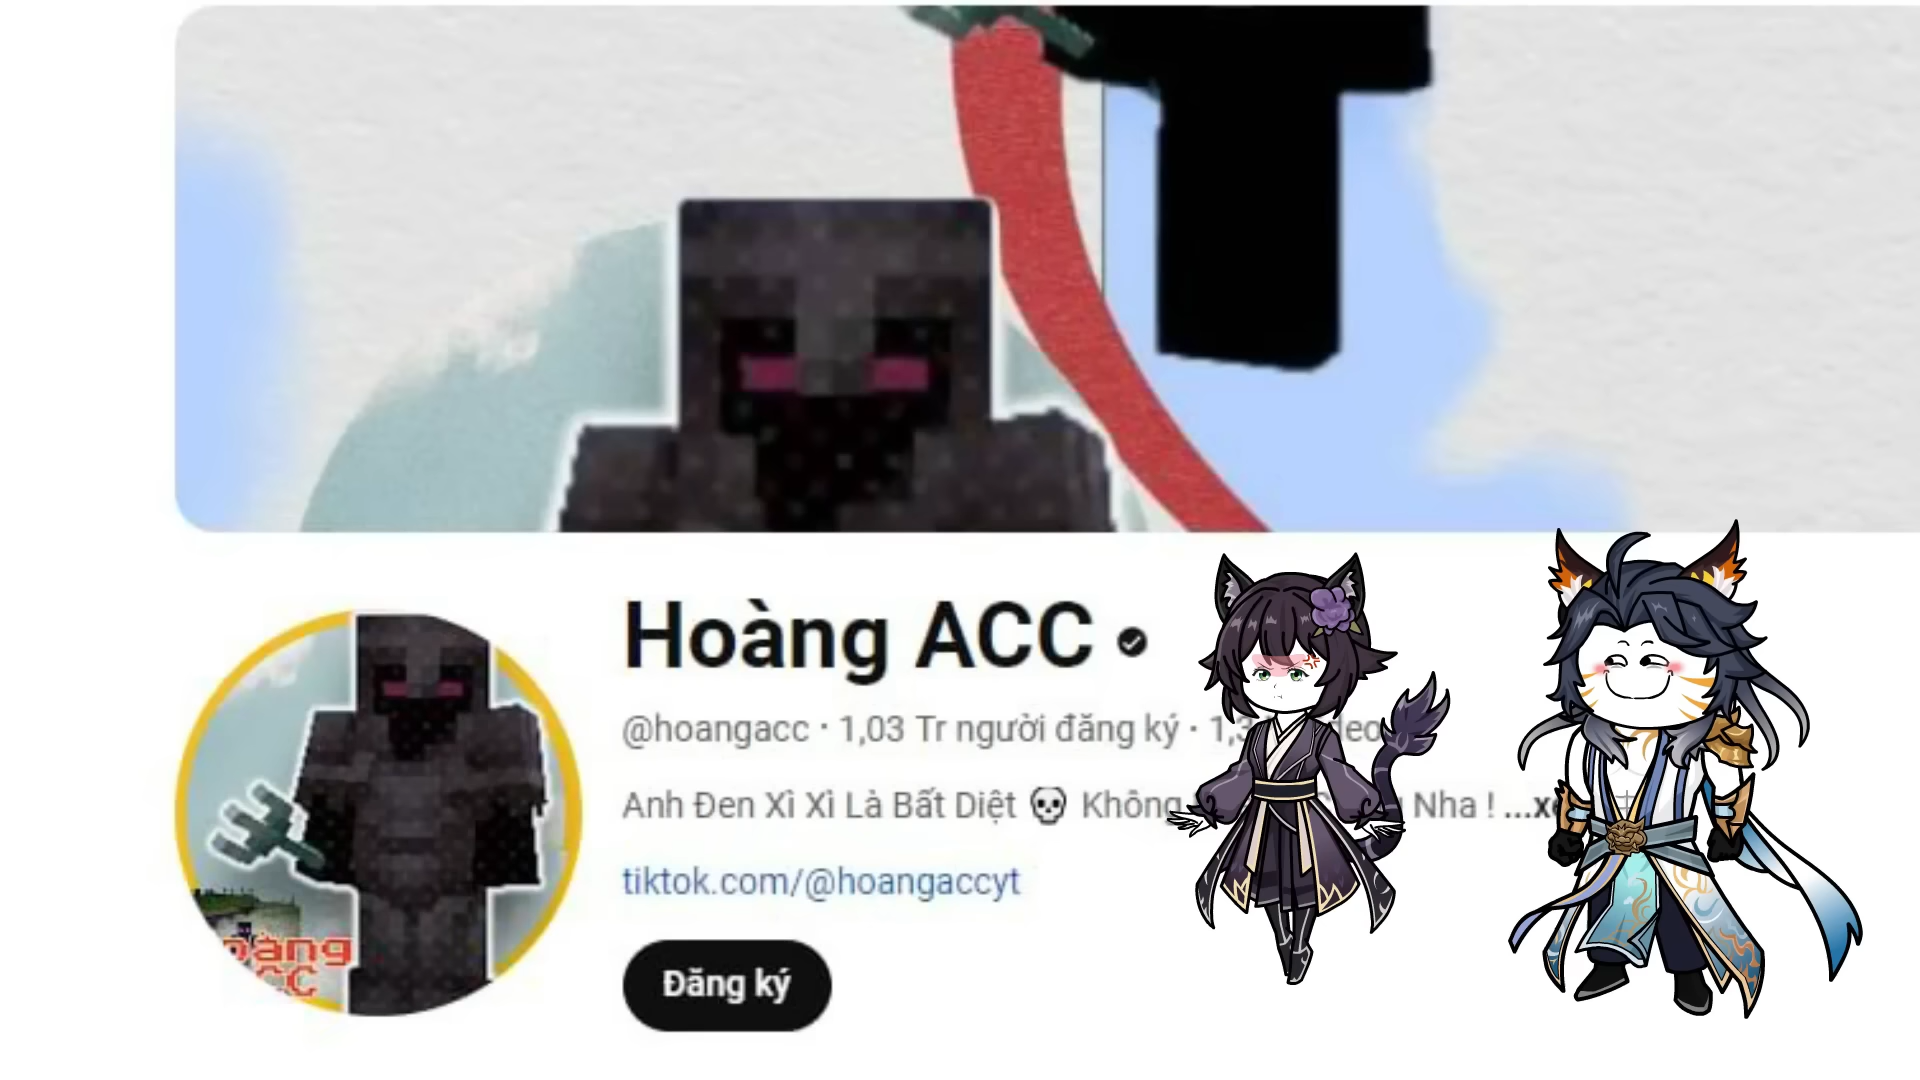 Hoàng ACC
@hoangacc · 1,03 Tr người đăng ký · 1,3
Anh Đen Xì Xì Là Bất Diệt 💀 Không Nha ! ...x
tiktok.com/@hoangaccyt
Đăng ký